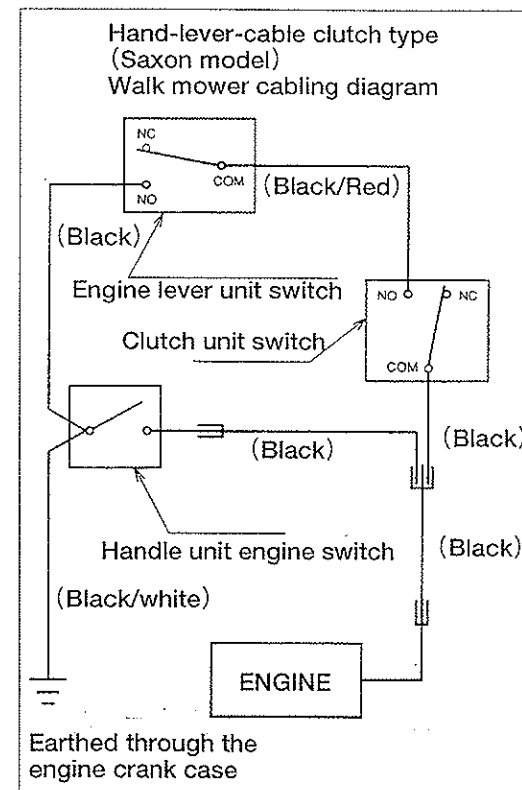 Hand-lever-cable clutch type
(Saxon model)
Walk mower cabling diagram
NC
COM
NO
(Black/Red)
(Black)
Engine lever unit switch
NO
NC
Clutch unit switch
COM
(Black)
(Black)
Handle unit engine switch
(Black)
(Black/white)
ENGINE
Earthed through the
engine crank case